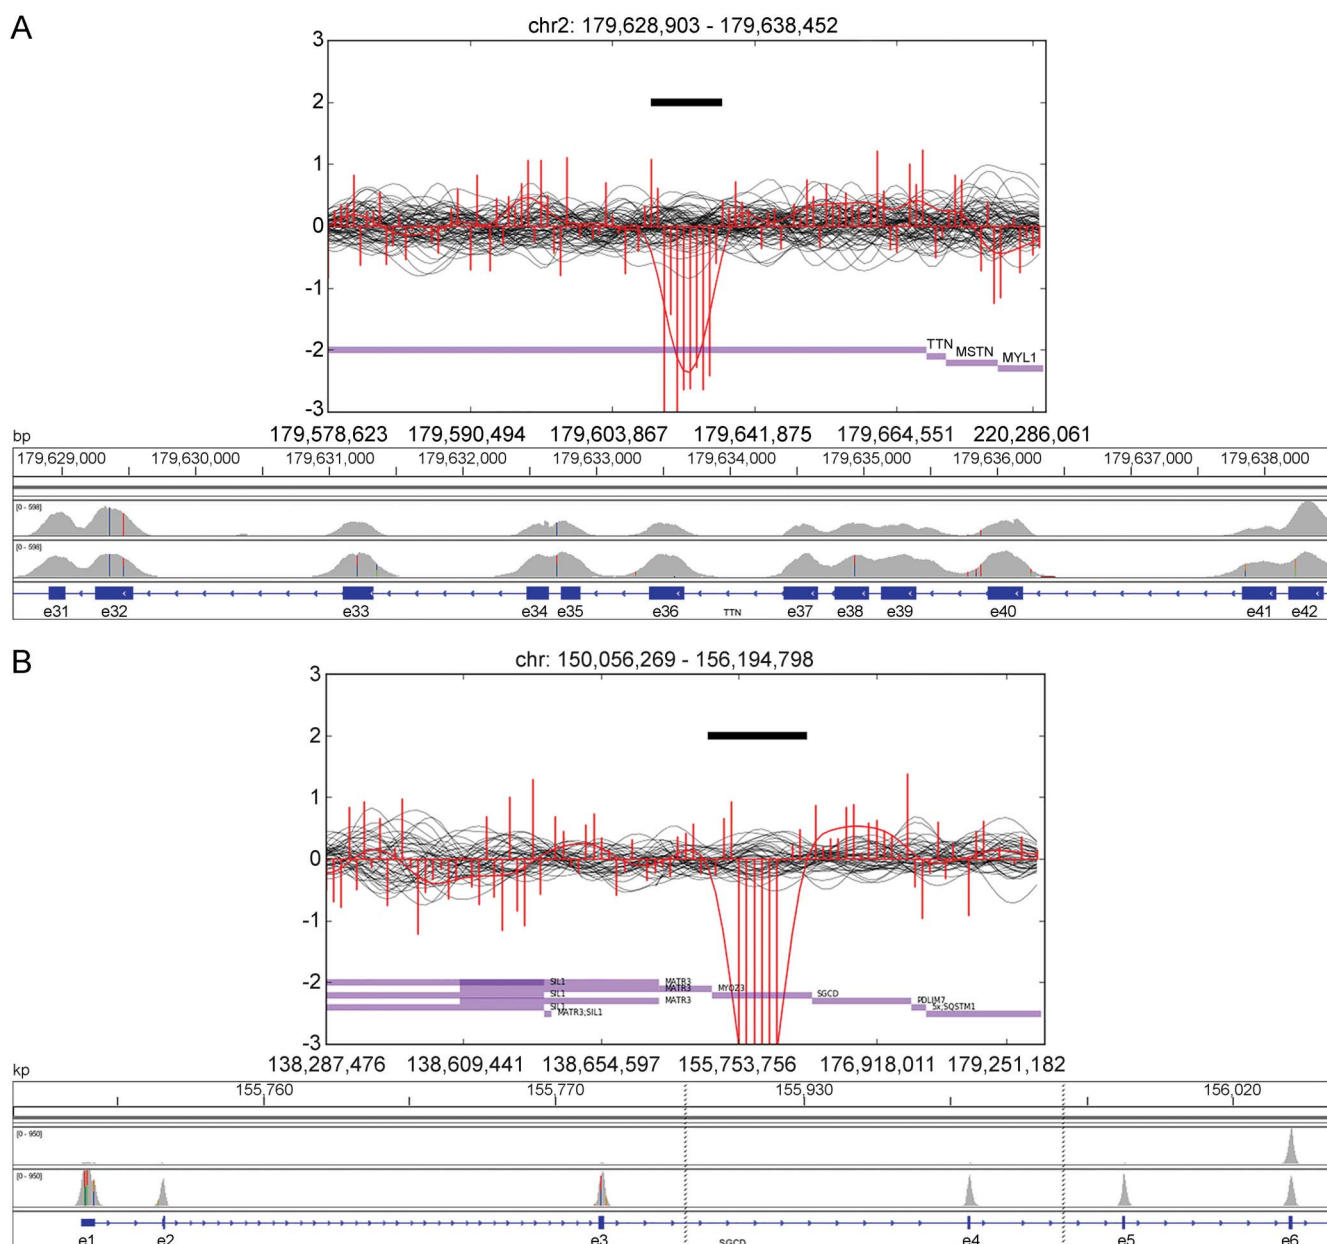 A
chr2: 179,628,903 - 179,638,452
3
2
1
0
-1
-2
-3
TTN
MSTN
MYL1
179,578,623 179,590,494 179,603,867 179,641,875 179,664,551 220,286,061
bp
179,629,000 179,630,000 179,631,000 179,632,000 179,633,000 179,634,000 179,635,000 179,636,000 179,637,000 179,638,000
[0 - 598]
[0 - 598]
e31 e32 e33 e34 e35 e36 TTN e37 e38 e39 e40 e41 e42
B
chr: 150,056,269 - 156,194,798
3
2
1
0
-1
-2
-3
SIL1 MATR3
MATR3 MYOZ3
SIL1 SGCD
MATR3 PDLIM7
SIL1 5x;SQSTM1
MATR3;SIL1
138,287,476 138,609,441 138,654,597 155,753,756 176,918,011 179,251,182
kp
155,760 155,770 155,930 156,020
[0 - 950]
[0 - 950]
e1 e2 e3 SGCD e4 e5 e6